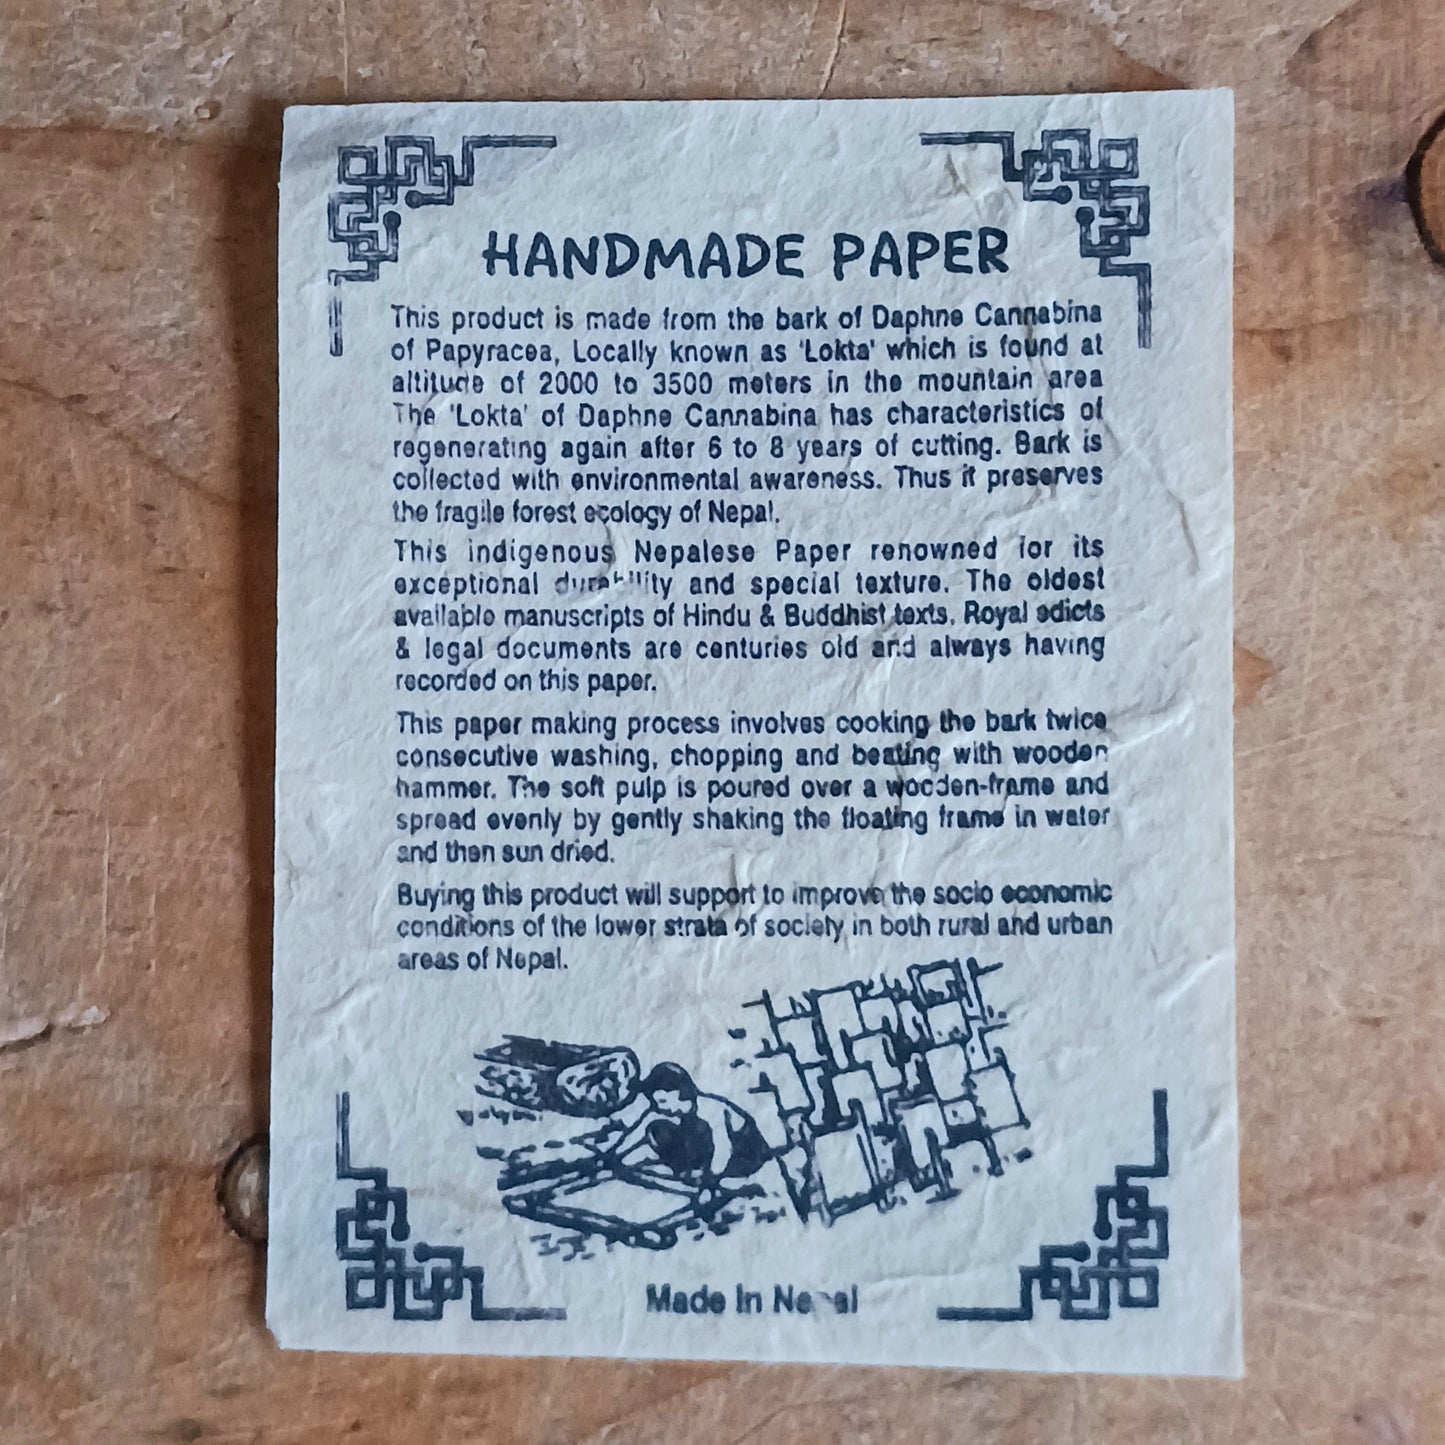 HANDMADE PAPER
This product is made from the bark of Daphne Cannabina
of Papyracea, Locally known as 'Lokta' which is found at
altitude of 2000 to 3500 meters in the mountain area
The 'Lokta' of Daphne Cannabina has characteristics of
regenerating again after 6 to 8 years of cutting. Bark is
collected with environmental awareness. Thus it preserves
the fragile forest ecology of Nepal.
This indigenous Nepalese Paper renowned for its
exceptional durability and special texture. The oldest
available manuscripts of Hindu & Buddhist texts, Royal edicts
& legal documents are centuries old and always having
recorded on this paper.
This paper making process involves cooking the bark twice
consecutive washing, chopping and beating with wooden
hammer. The soft pulp is poured over a wooden-frame and
spread evenly by gently shaking the floating frame in water
and then sun dried.
Buying this product will support to improve the socio economic
conditions of the lower strata of society in both rural and urban
areas of Nepal.
Made In Nepal